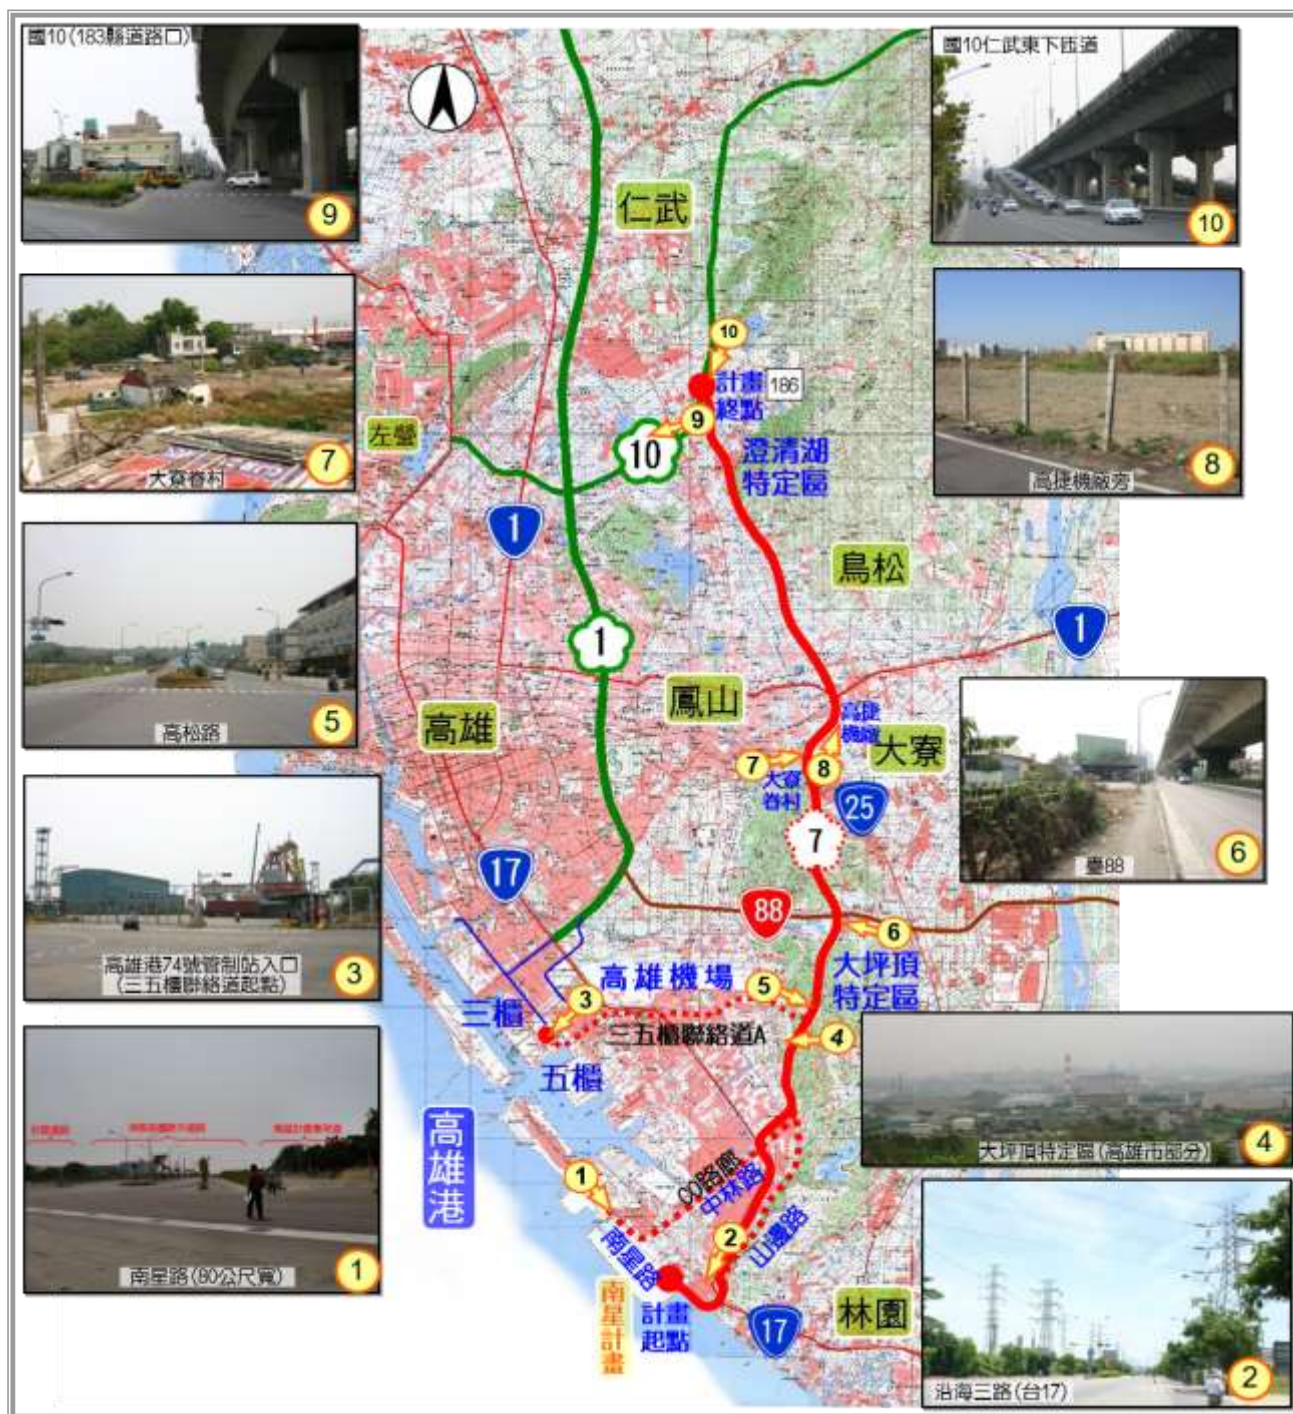 國10(183縣道路口)
9
國10仁武東下匝道
10
仁武
10
計畫
終點
186
9
10
左營
澄清湖
特定區
大寮眷村
7
高捷機廠旁
8
1
鳥松
1
1
高松路
5
高雄
鳳山
高捷
機廠
大寮
7
8
大寮
眷村
25
7
臺88
6
17
88
6
高雄港74號管制站入口
(三五櫃聯絡道起點)
3
高雄機場
5
大坪頂
特定區
三櫃
3
三五櫃聯絡道A
4
五櫃
大坪頂特定區(高雄市部分)
4
高雄港
1
中林路
2
山邊路
南星路
南星路(80公尺寬)
1
南星計畫
計畫
起點
17
林園
沿海三路(台17)
2